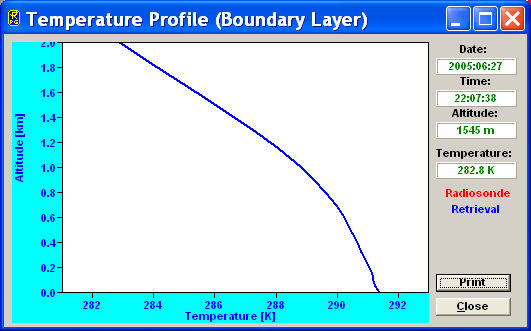 Temperature Profile (Boundary Layer)
Date:
2005:06:27
Time:
22:07:38
Altitude:
1545 m
Temperature:
282.8 K
Radiosonde
Retrieval
Print
Close
Altitude [km]
2.0
1.8
1.6
1.4
1.2
1.0
0.8
0.6
0.4
0.2
0.0
282 284 286 288 290 292
Temperature [K]